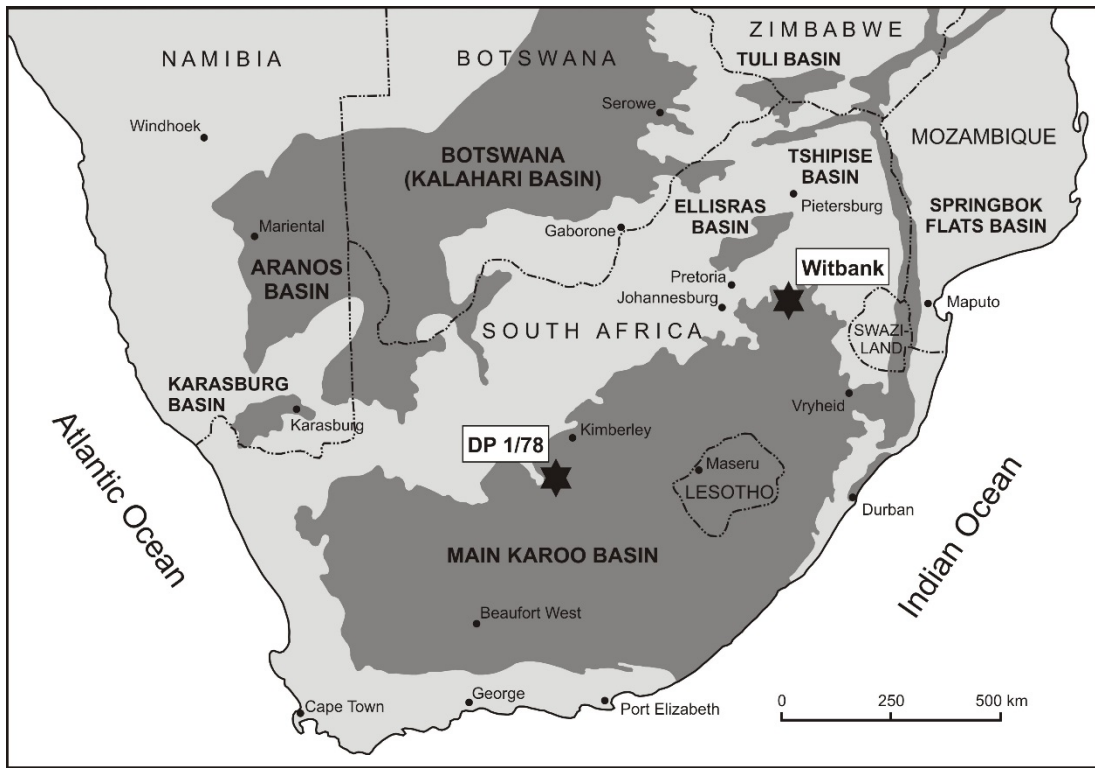 NAMIBIA
BOTSWANA
ZIMBABWE
TULI BASIN
Serowe
Windhoek
MOZAMBIQUE
BOTSWANA
(KALAHARI BASIN)
TSHIPISE
BASIN
Pietersburg
ELLISRAS
BASIN
SPRINGBOK
FLATS BASIN
Mariental
Gaborone
ARANOS
BASIN
Pretoria
Witbank
Johannesburg
Maputo
SOUTH AFRICA
SWAZI-
LAND
KARASBURG
BASIN
Karasburg
Vryheid
Atlantic Ocean
DP 1/78
Kimberley
Maseru
LESOTHO
Durban
Indian Ocean
MAIN KAROO BASIN
Beaufort West
Cape Town
George
Port Elizabeth
0 250 500 km